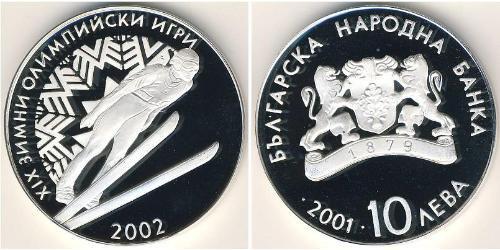 XIX ЗИМНИ ОЛИМПИЙСКИ ИГРИ
2002
БЪЛГАРСКА НАРОДНА БАНКА
1879
· 2001 · 10 ЛЕВА